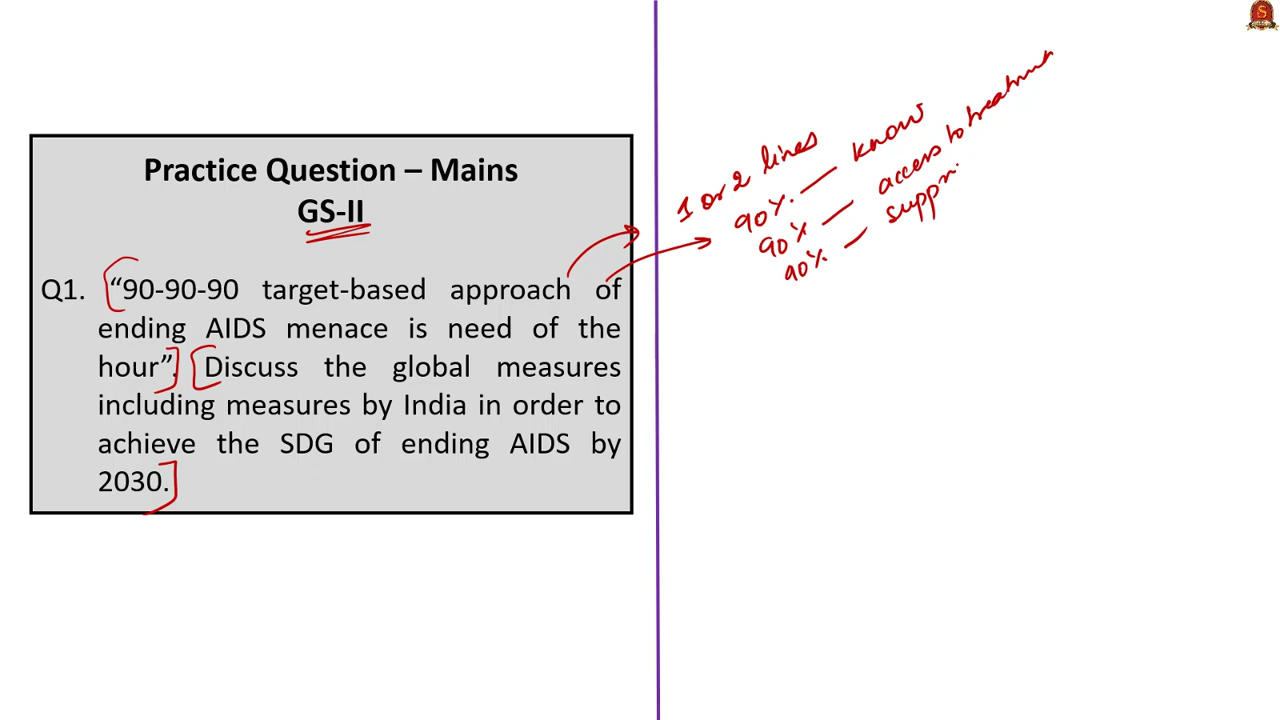 Practice Question – Mains
GS-II
Q1. “90-90-90 target-based approach of
ending AIDS menace is need of the
hour”. Discuss the global measures
including measures by India in order to
achieve the SDG of ending AIDS by
2030.
1 or 2 lines
90% — know
90% — access to treatment
90% — suppr.